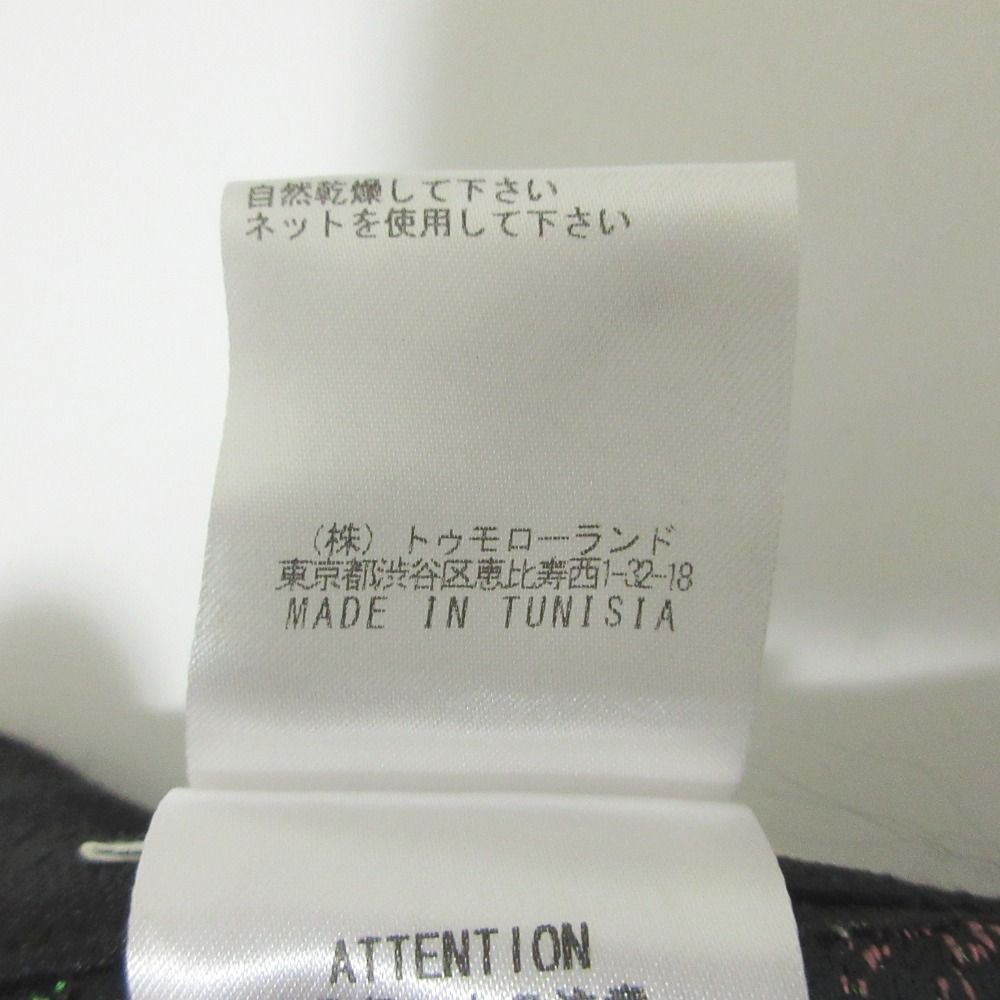 自然乾燥して下さい
ネットを使用して下さい
（株）トゥモローランド
東京都渋谷区恵比寿西1-32-18
MADE IN TUNISIA
ATTENTION